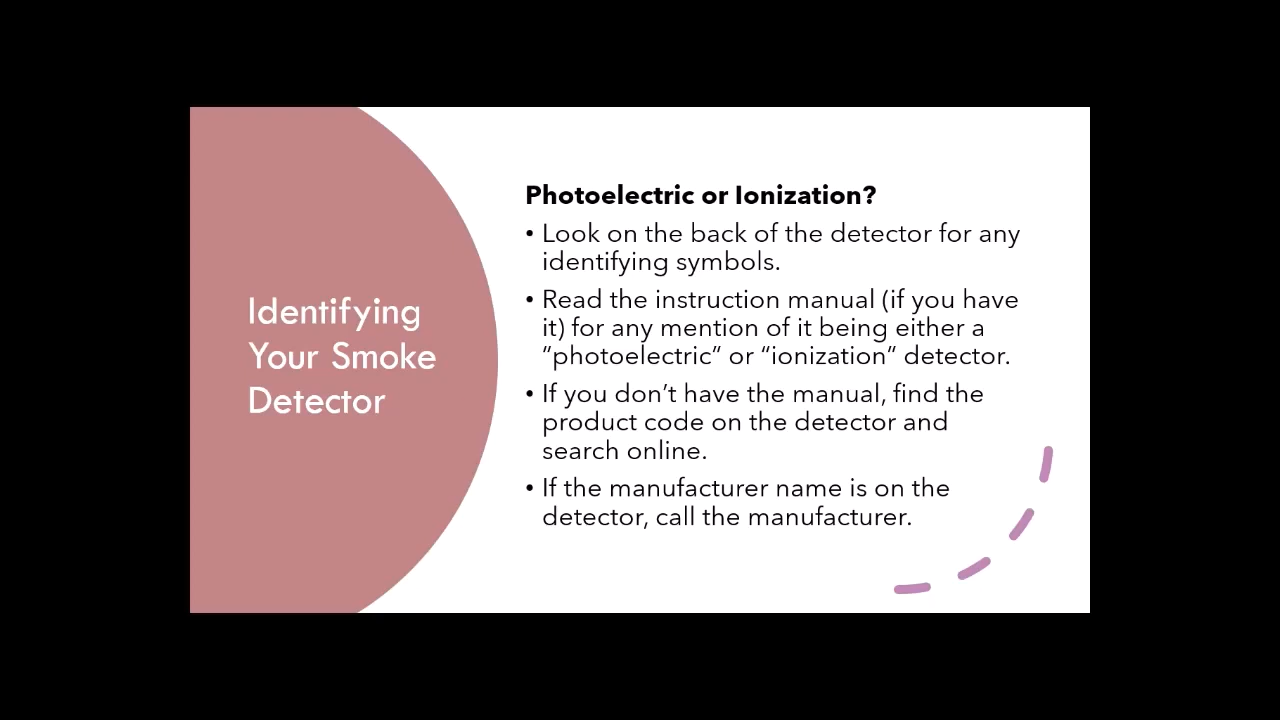 Identifying
Your Smoke
Detector
Photoelectric or Ionization?
• Look on the back of the detector for any
identifying symbols.
• Read the instruction manual (if you have
it) for any mention of it being either a
“photoelectric” or “ionization” detector.
• If you don’t have the manual, find the
product code on the detector and
search online.
• If the manufacturer name is on the
detector, call the manufacturer.